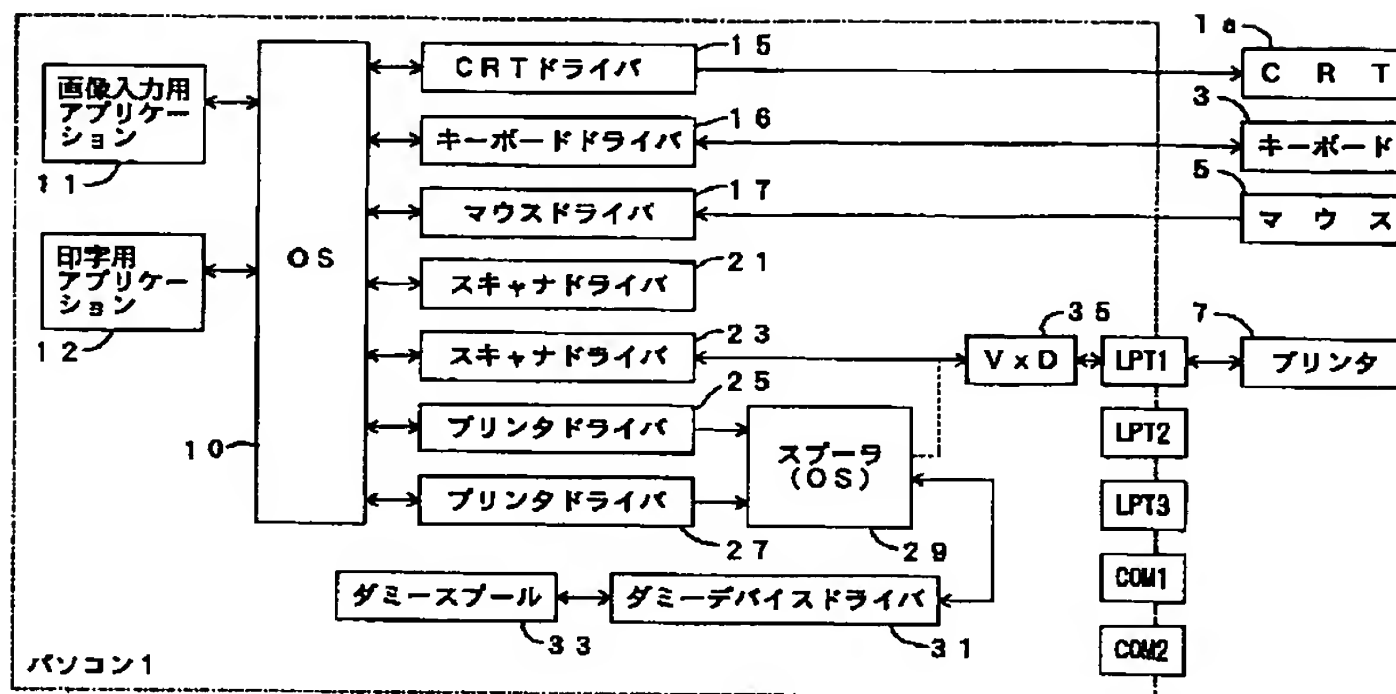 15
1a
CRTドライバ
CRT
画像入力用
アプリケー
ション
11
16
3
キーボードドライバ
キーボード
17
5
マウスドライバ
マウス
OS
21
印字用
アプリケー
ション
12
スキャナドライバ
23
35
7
スキャナドライバ
VxD
LPT1
プリンタ
25
10
プリンタドライバ
スプーラ
(OS)
LPT2
プリンタドライバ
LPT3
27
29
COM1
ダミースプール
ダミーデバイスドライバ
33
31
COM2
パソコン1